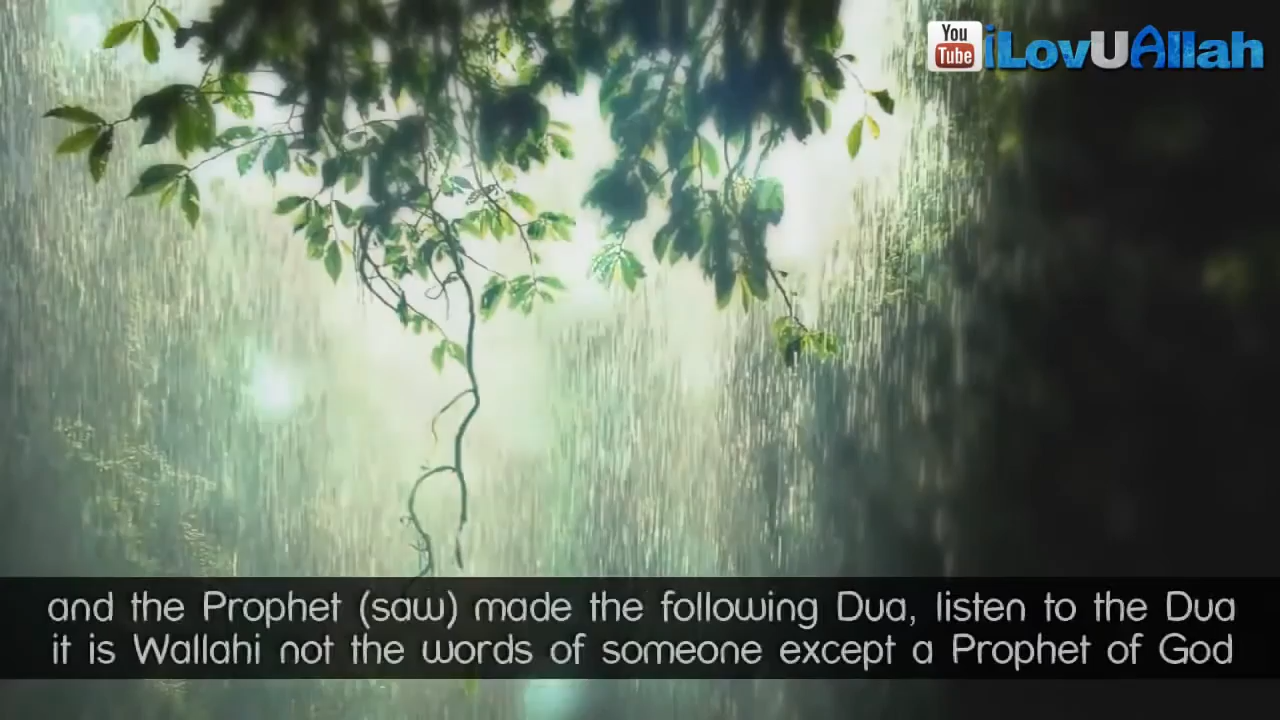 You Tube iLovUAllah
and the Prophet (saw) made the following Dua, listen to the Dua
it is Wallahi not the words of someone except a Prophet of God